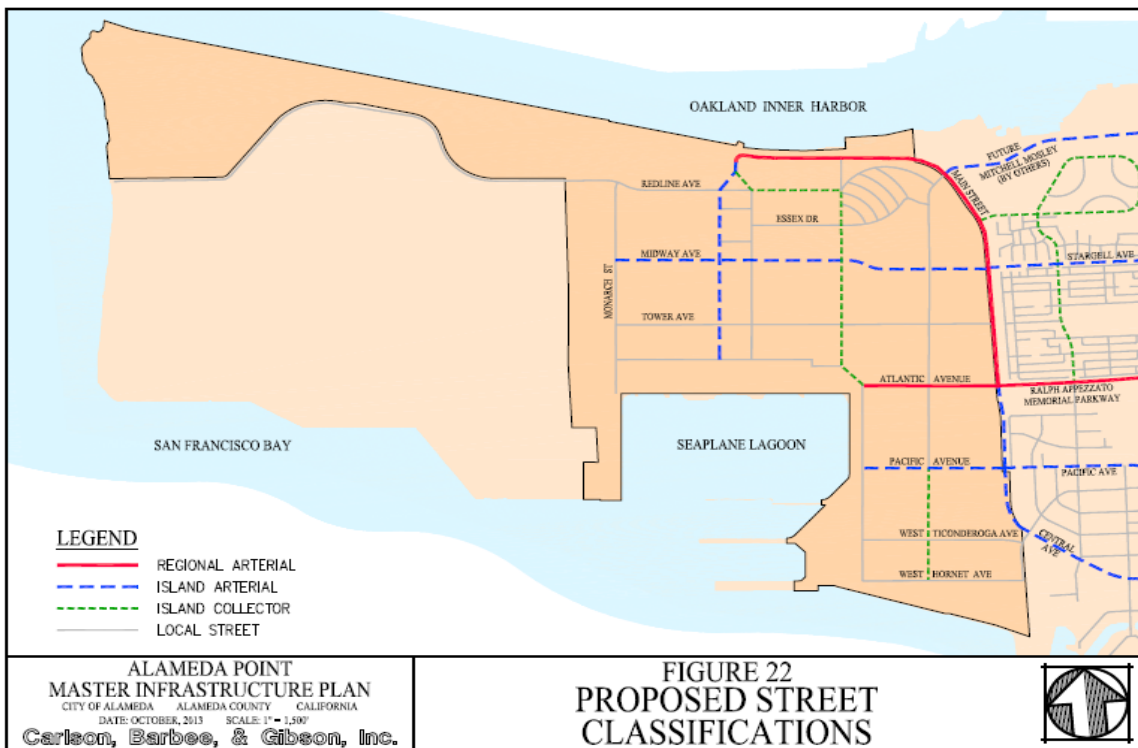 OAKLAND INNER HARBOR
FUTURE
MITCHELL MOSLEY
(BY OTHERS)
MAIN STREET
REDLINE AVE
ESSEX DR
MIDWAY AVE
STARGELL AVE
MONARCH ST
TOWER AVE
ATLANTIC AVENUE
RALPH APPEZZATO
MEMORIAL PARKWAY
SAN FRANCISCO BAY
SEAPLANE LAGOON
PACIFIC AVENUE
PACIFIC AVE
WEST TICONDEROGA AVE
CENTRAL
AVE
WEST HORNET AVE
LEGEND
REGIONAL ARTERIAL
ISLAND ARTERIAL
ISLAND COLLECTOR
LOCAL STREET
ALAMEDA POINT
MASTER INFRASTRUCTURE PLAN
CITY OF ALAMEDA ALAMEDA COUNTY CALIFORNIA
DATE: OCTOBER, 2013 SCALE: 1" = 1,500'
Carlson, Barbee, & Gibson, Inc.
FIGURE 22
PROPOSED STREET
CLASSIFICATIONS